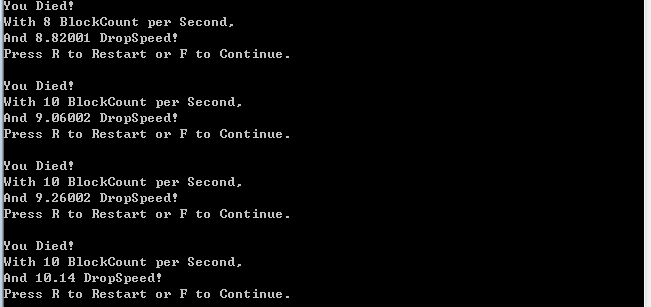 You Died!
With 8 BlockCount per Second,
And 8.82001 DropSpeed!
Press R to Restart or F to Continue.
You Died!
With 10 BlockCount per Second,
And 9.06002 DropSpeed!
Press R to Restart or F to Continue.
You Died!
With 10 BlockCount per Second,
And 9.26002 DropSpeed!
Press R to Restart or F to Continue.
You Died!
With 10 BlockCount per Second,
And 10.14 DropSpeed!
Press R to Restart or F to Continue.